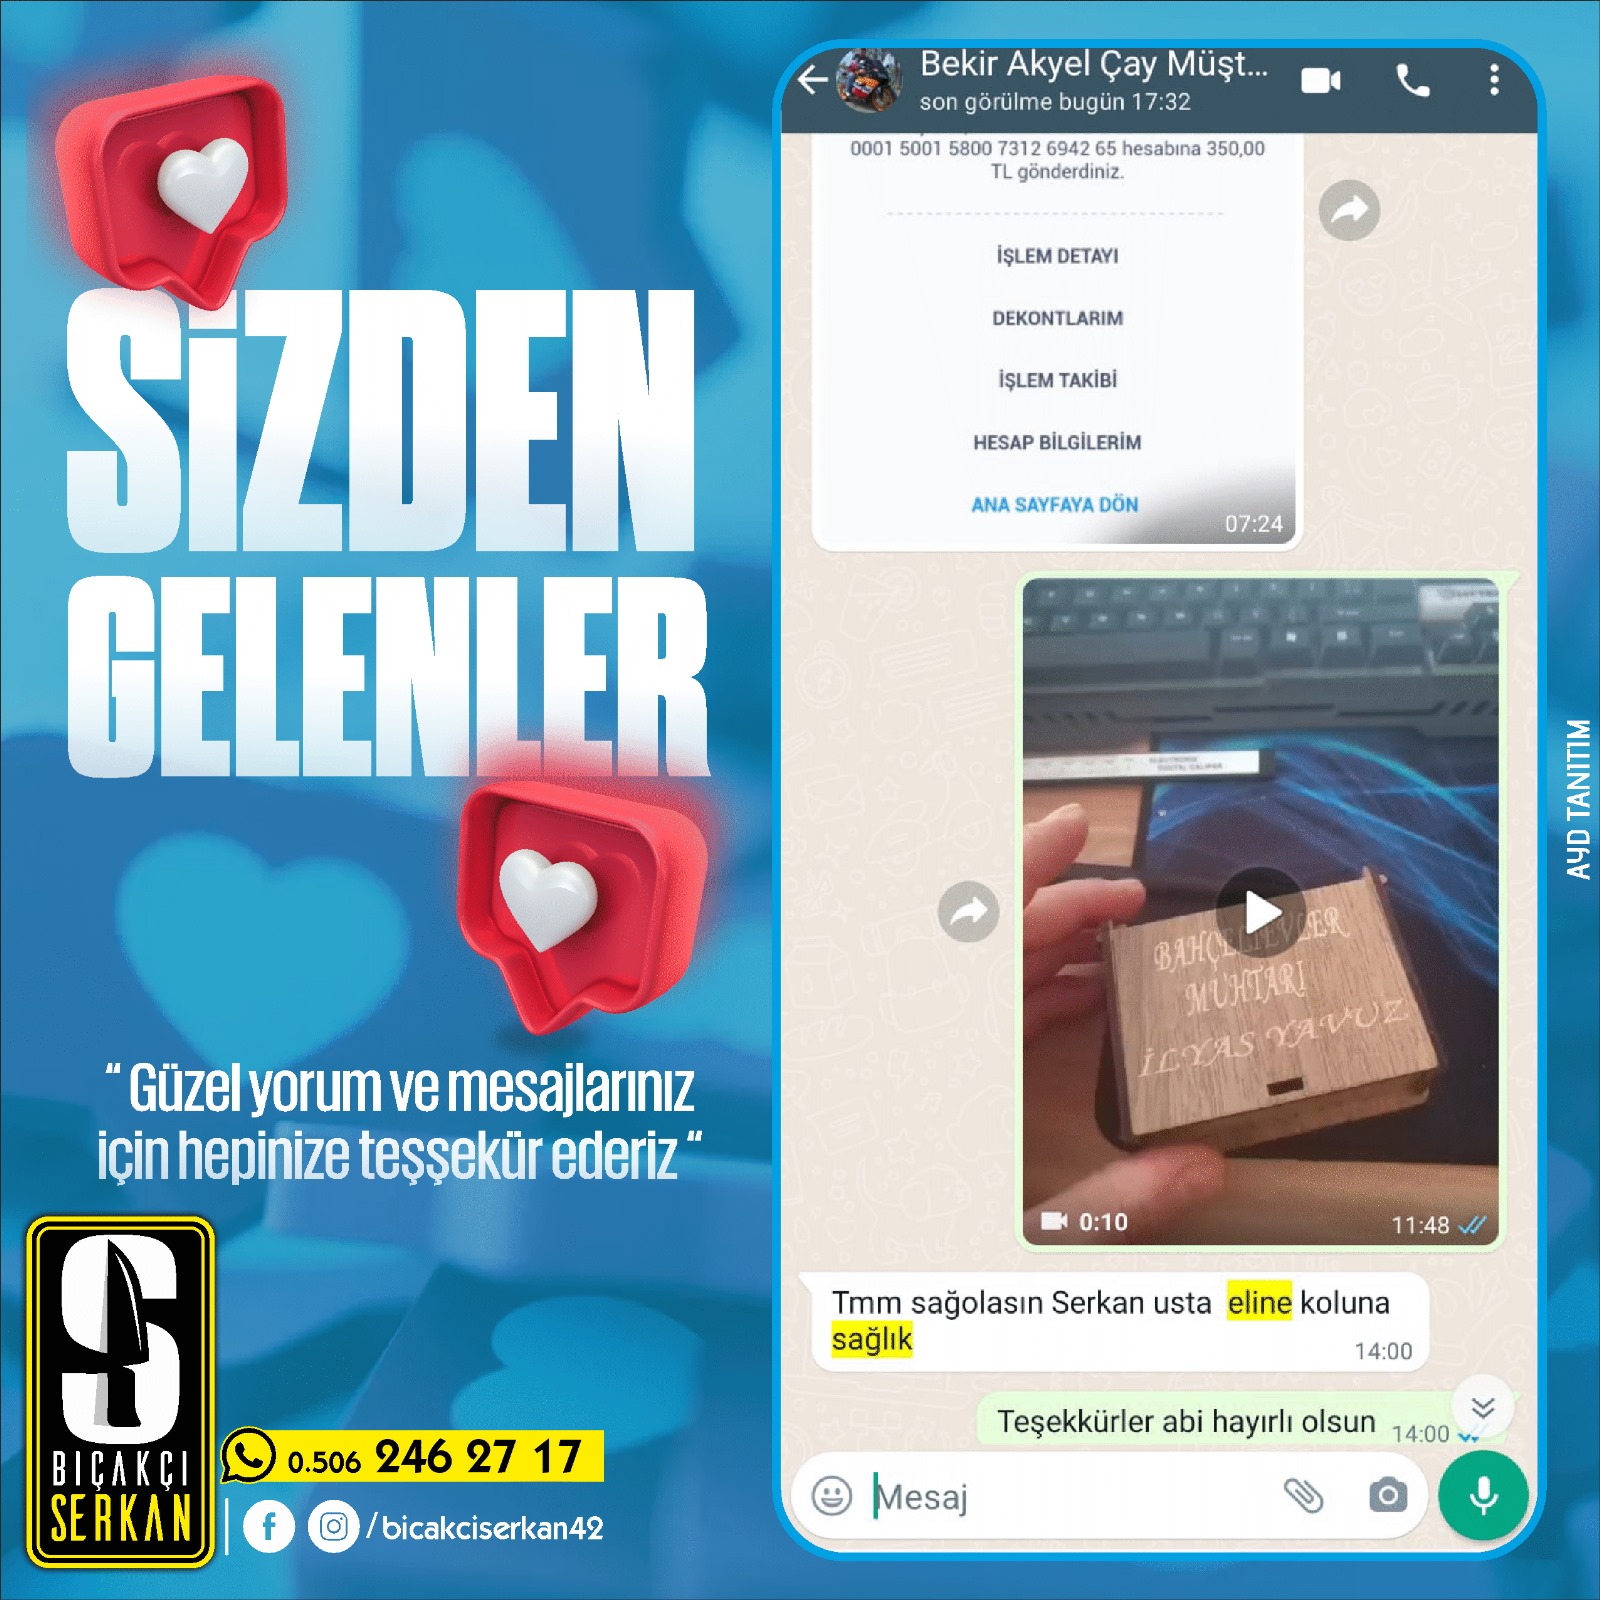 SİZDEN
GELENLER
“ Güzel yorum ve mesajlarınız
için hepinize teşşekür ederiz “
S
BIÇAKÇI
SERKAN
0.506 246 27 17
/bicakciserkan42
Bekir Akyel Çay Müşt...
son görülme bugün 17:32
0001 5001 5800 7312 6942 65 hesabına 350,00
TL gönderdiniz.
İŞLEM DETAYI
DEKONTLARIM
İŞLEM TAKİBİ
HESAP BİLGİLERİM
ANA SAYFAYA DÖN
07:24
ELECTRONIC
DIGITAL CALIPER
BAHÇELİEVLER
MUHTARI
İLYAS YAVUZ
0:10
11:48
Tmm sağolasın Serkan usta eline koluna
sağlık
14:00
Teşekkürler abi hayırlı olsun 14:00
Mesaj
AYD TANITIM